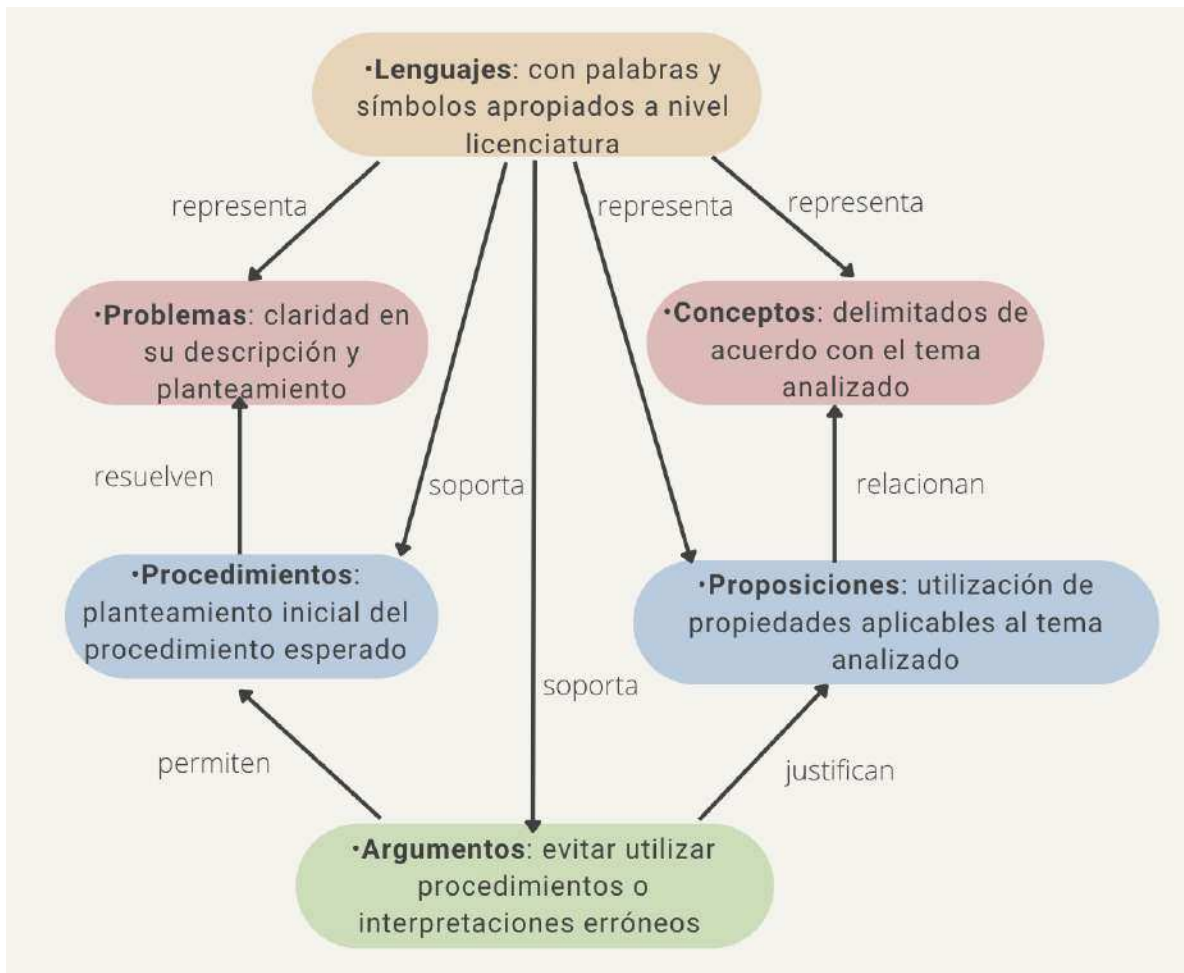 •Lenguajes: con palabras y
símbolos apropiados a nivel
licenciatura
representa
representa
representa
•Problemas: claridad en
su descripción y
planteamiento
•Conceptos: delimitados de
acuerdo con el tema
analizado
resuelven
soporta
relacionan
•Procedimientos:
planteamiento inicial del
procedimiento esperado
•Proposiciones: utilización de
propiedades aplicables al tema
analizado
soporta
permiten
justifican
•Argumentos: evitar utilizar
procedimientos o
interpretaciones erróneos